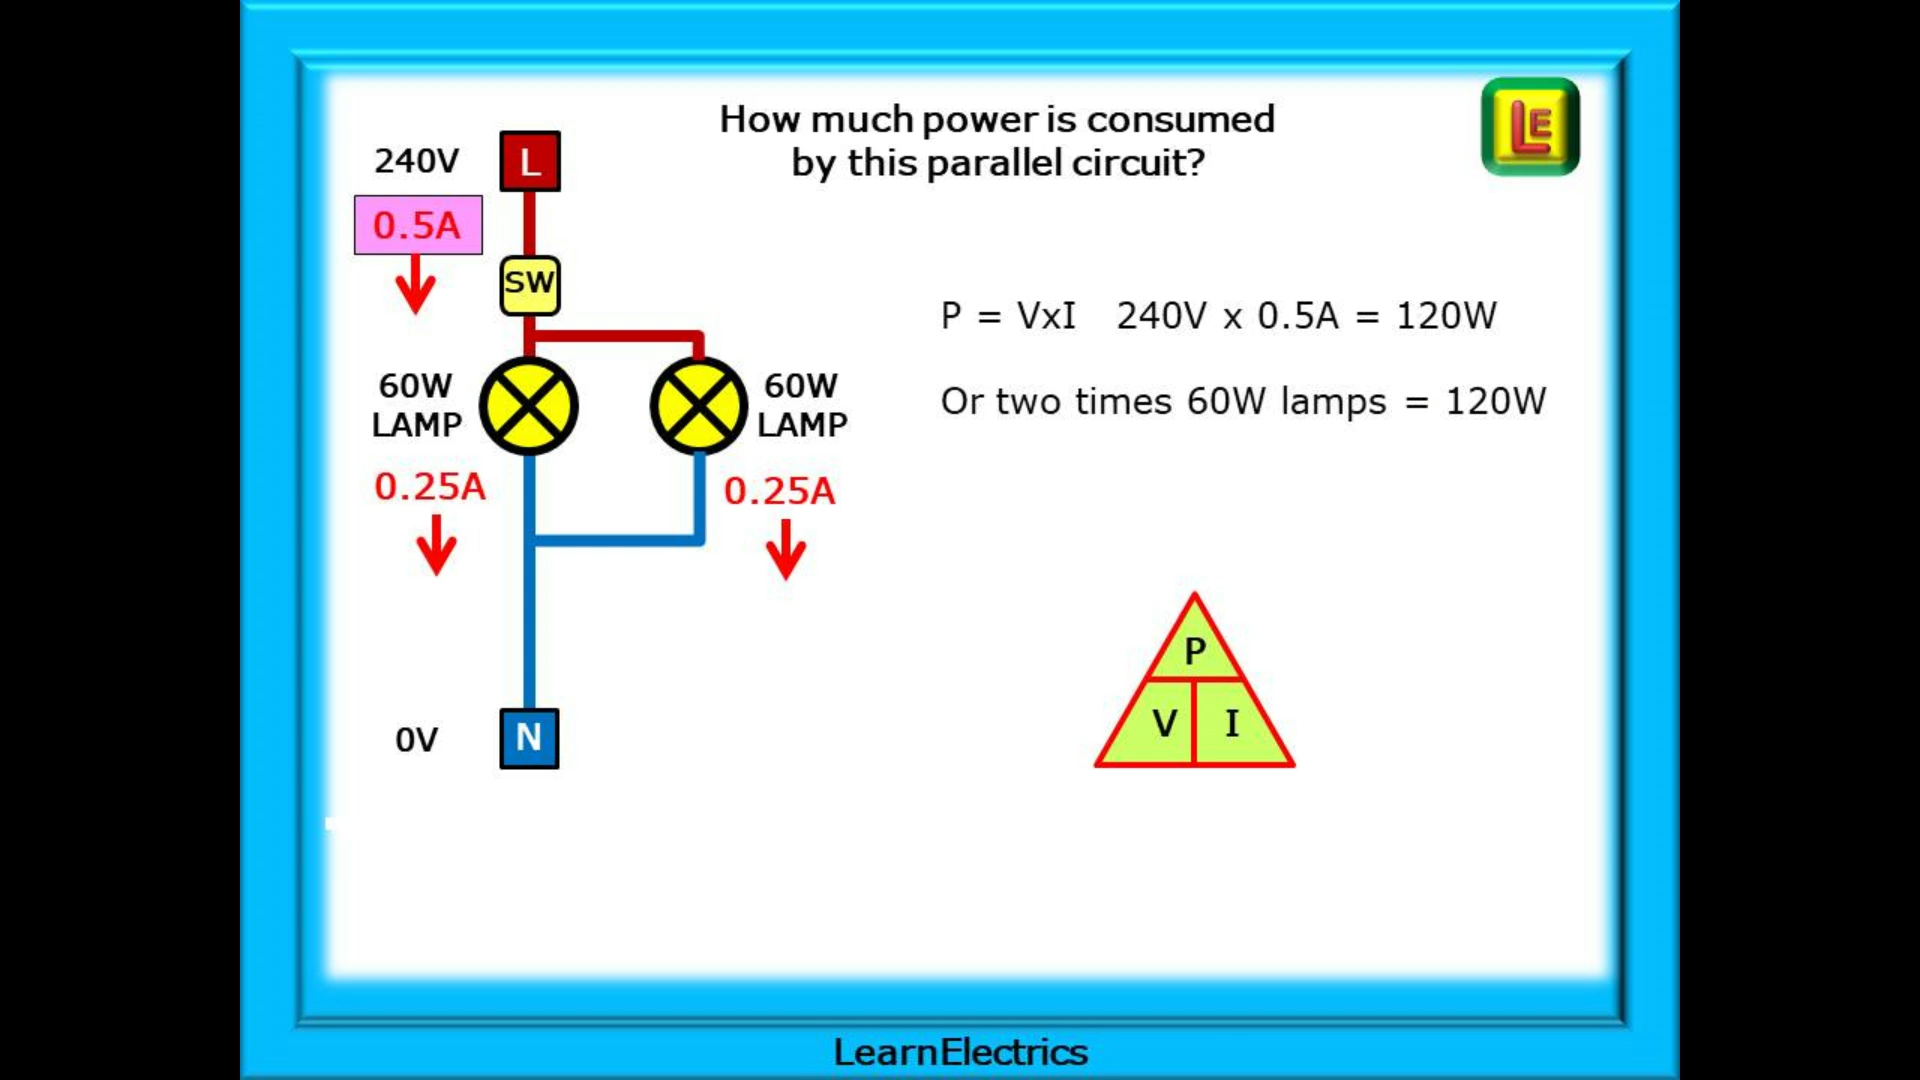 How much power is consumed
by this parallel circuit?
LE
240V
L
0.5A
SW
P = VxI 240V x 0.5A = 120W
60W
LAMP
60W
LAMP
Or two times 60W lamps = 120W
0.25A
0.25A
P
V
I
0V
N
LearnElectrics